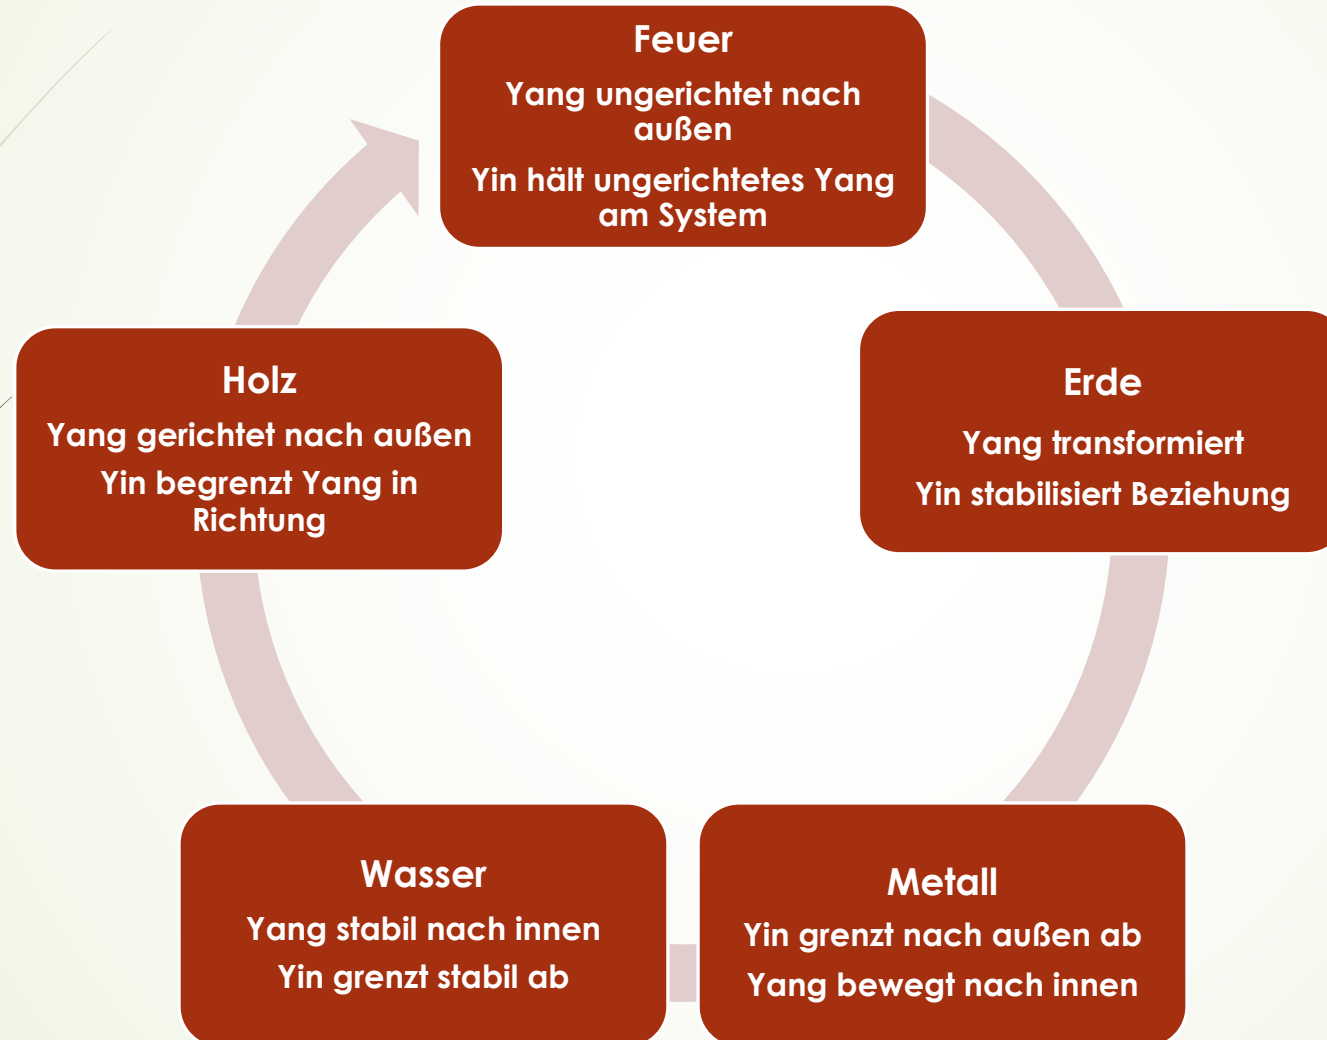 Feuer
Yang ungerichtet nach
außen
Yin hält ungerichtetes Yang
am System
Erde
Yang transformiert
Yin stabilisiert Beziehung
Metall
Yin grenzt nach außen ab
Yang bewegt nach innen
Wasser
Yang stabil nach innen
Yin grenzt stabil ab
Holz
Yang gerichtet nach außen
Yin begrenzt Yang in
Richtung